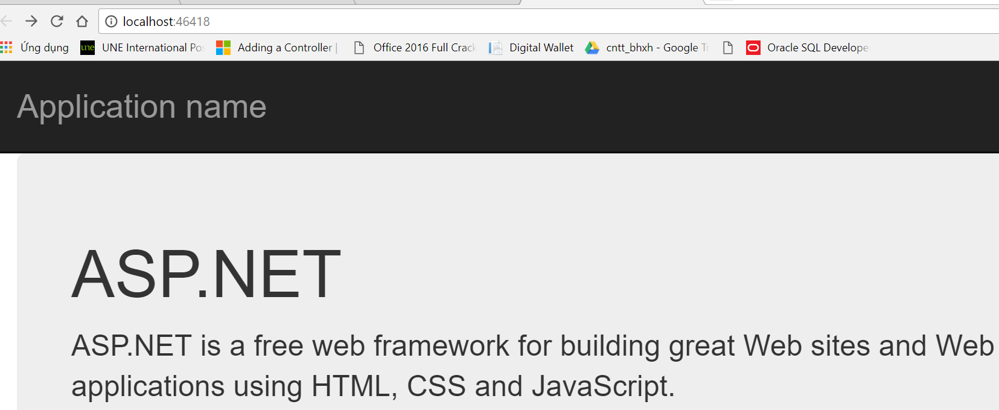 localhost:46418
Ứng dụng UNE International Pos Adding a Controller | Office 2016 Full Crack Digital Wallet cntt_bhxh - Google Tr Oracle SQL Develope
une
Application name
ASP.NET
ASP.NET is a free web framework for building great Web sites and Web
applications using HTML, CSS and JavaScript.